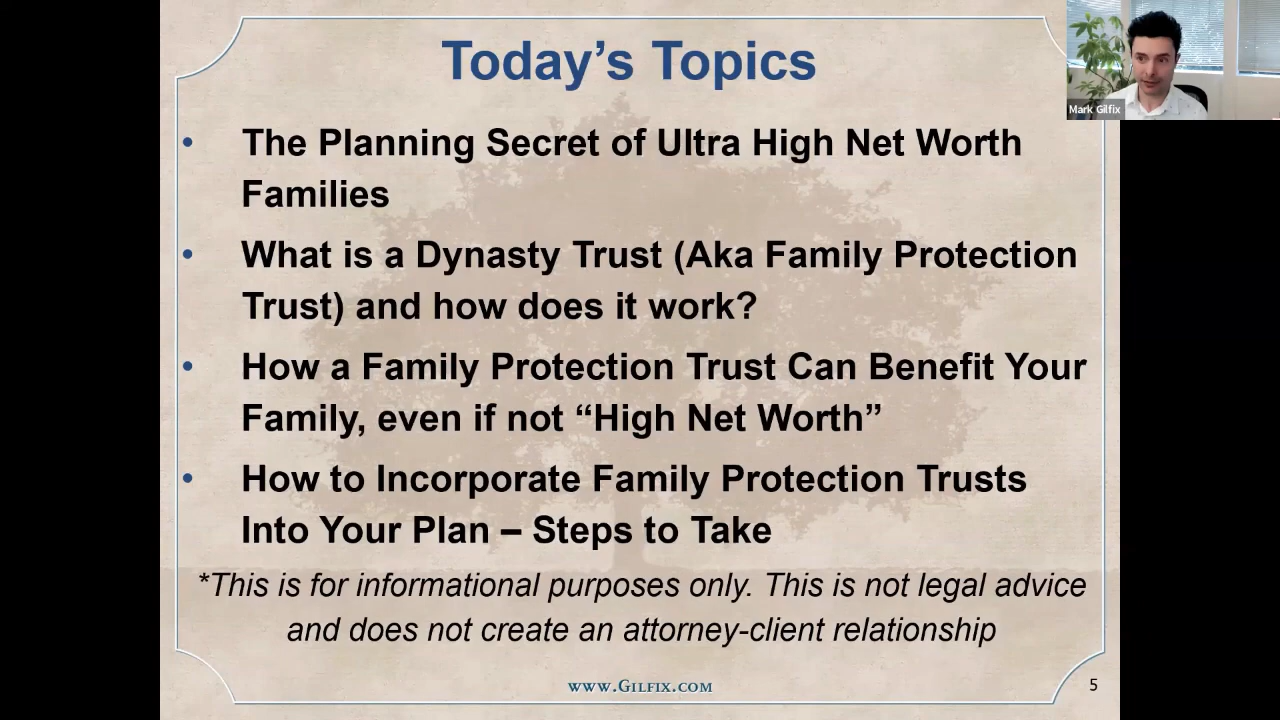 Today’s Topics
Mark Gilfix
• The Planning Secret of Ultra High Net Worth
Families
• What is a Dynasty Trust (Aka Family Protection
Trust) and how does it work?
• How a Family Protection Trust Can Benefit Your
Family, even if not “High Net Worth”
• How to Incorporate Family Protection Trusts
Into Your Plan – Steps to Take
*This is for informational purposes only. This is not legal advice
and does not create an attorney-client relationship
www.Gilfix.com
5